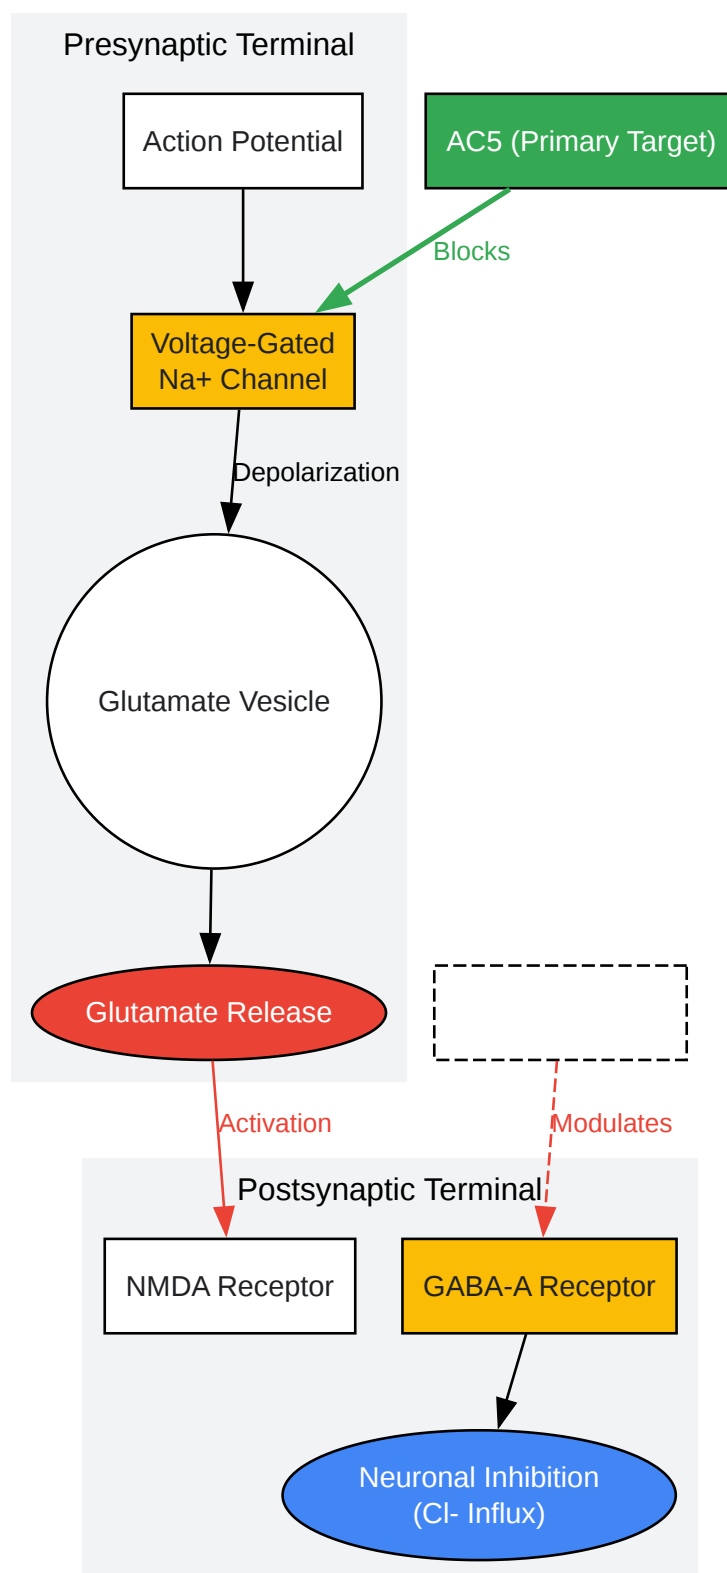 Presynaptic Terminal
Action Potential
AC5 (Primary Target)
Blocks
Voltage-Gated
Na+ Channel
Depolarization
Glutamate Vesicle
Glutamate Release
Activation
Modulates
Postsynaptic Terminal
NMDA Receptor
GABA-A Receptor
Neuronal Inhibition
(Cl- Influx)